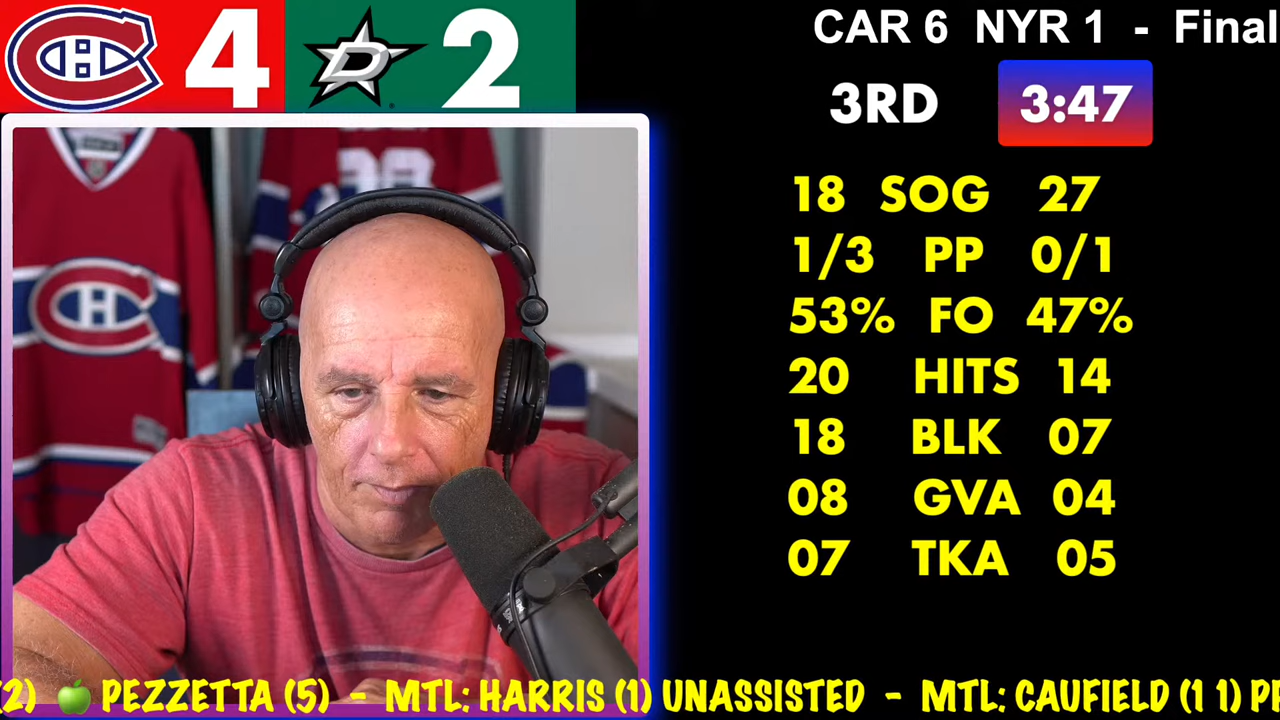 4 2 CAR 6 NYR 1 - Final
3RD 3:47
18 SOG 27
1/3 PP 0/1
53% FO 47%
20 HITS 14
18 BLK 07
08 GVA 04
07 TKA 05
2) PEZZETTA (5) - MTL: HARRIS (1) UNASSISTED - MTL: CAUFIELD (1 1)